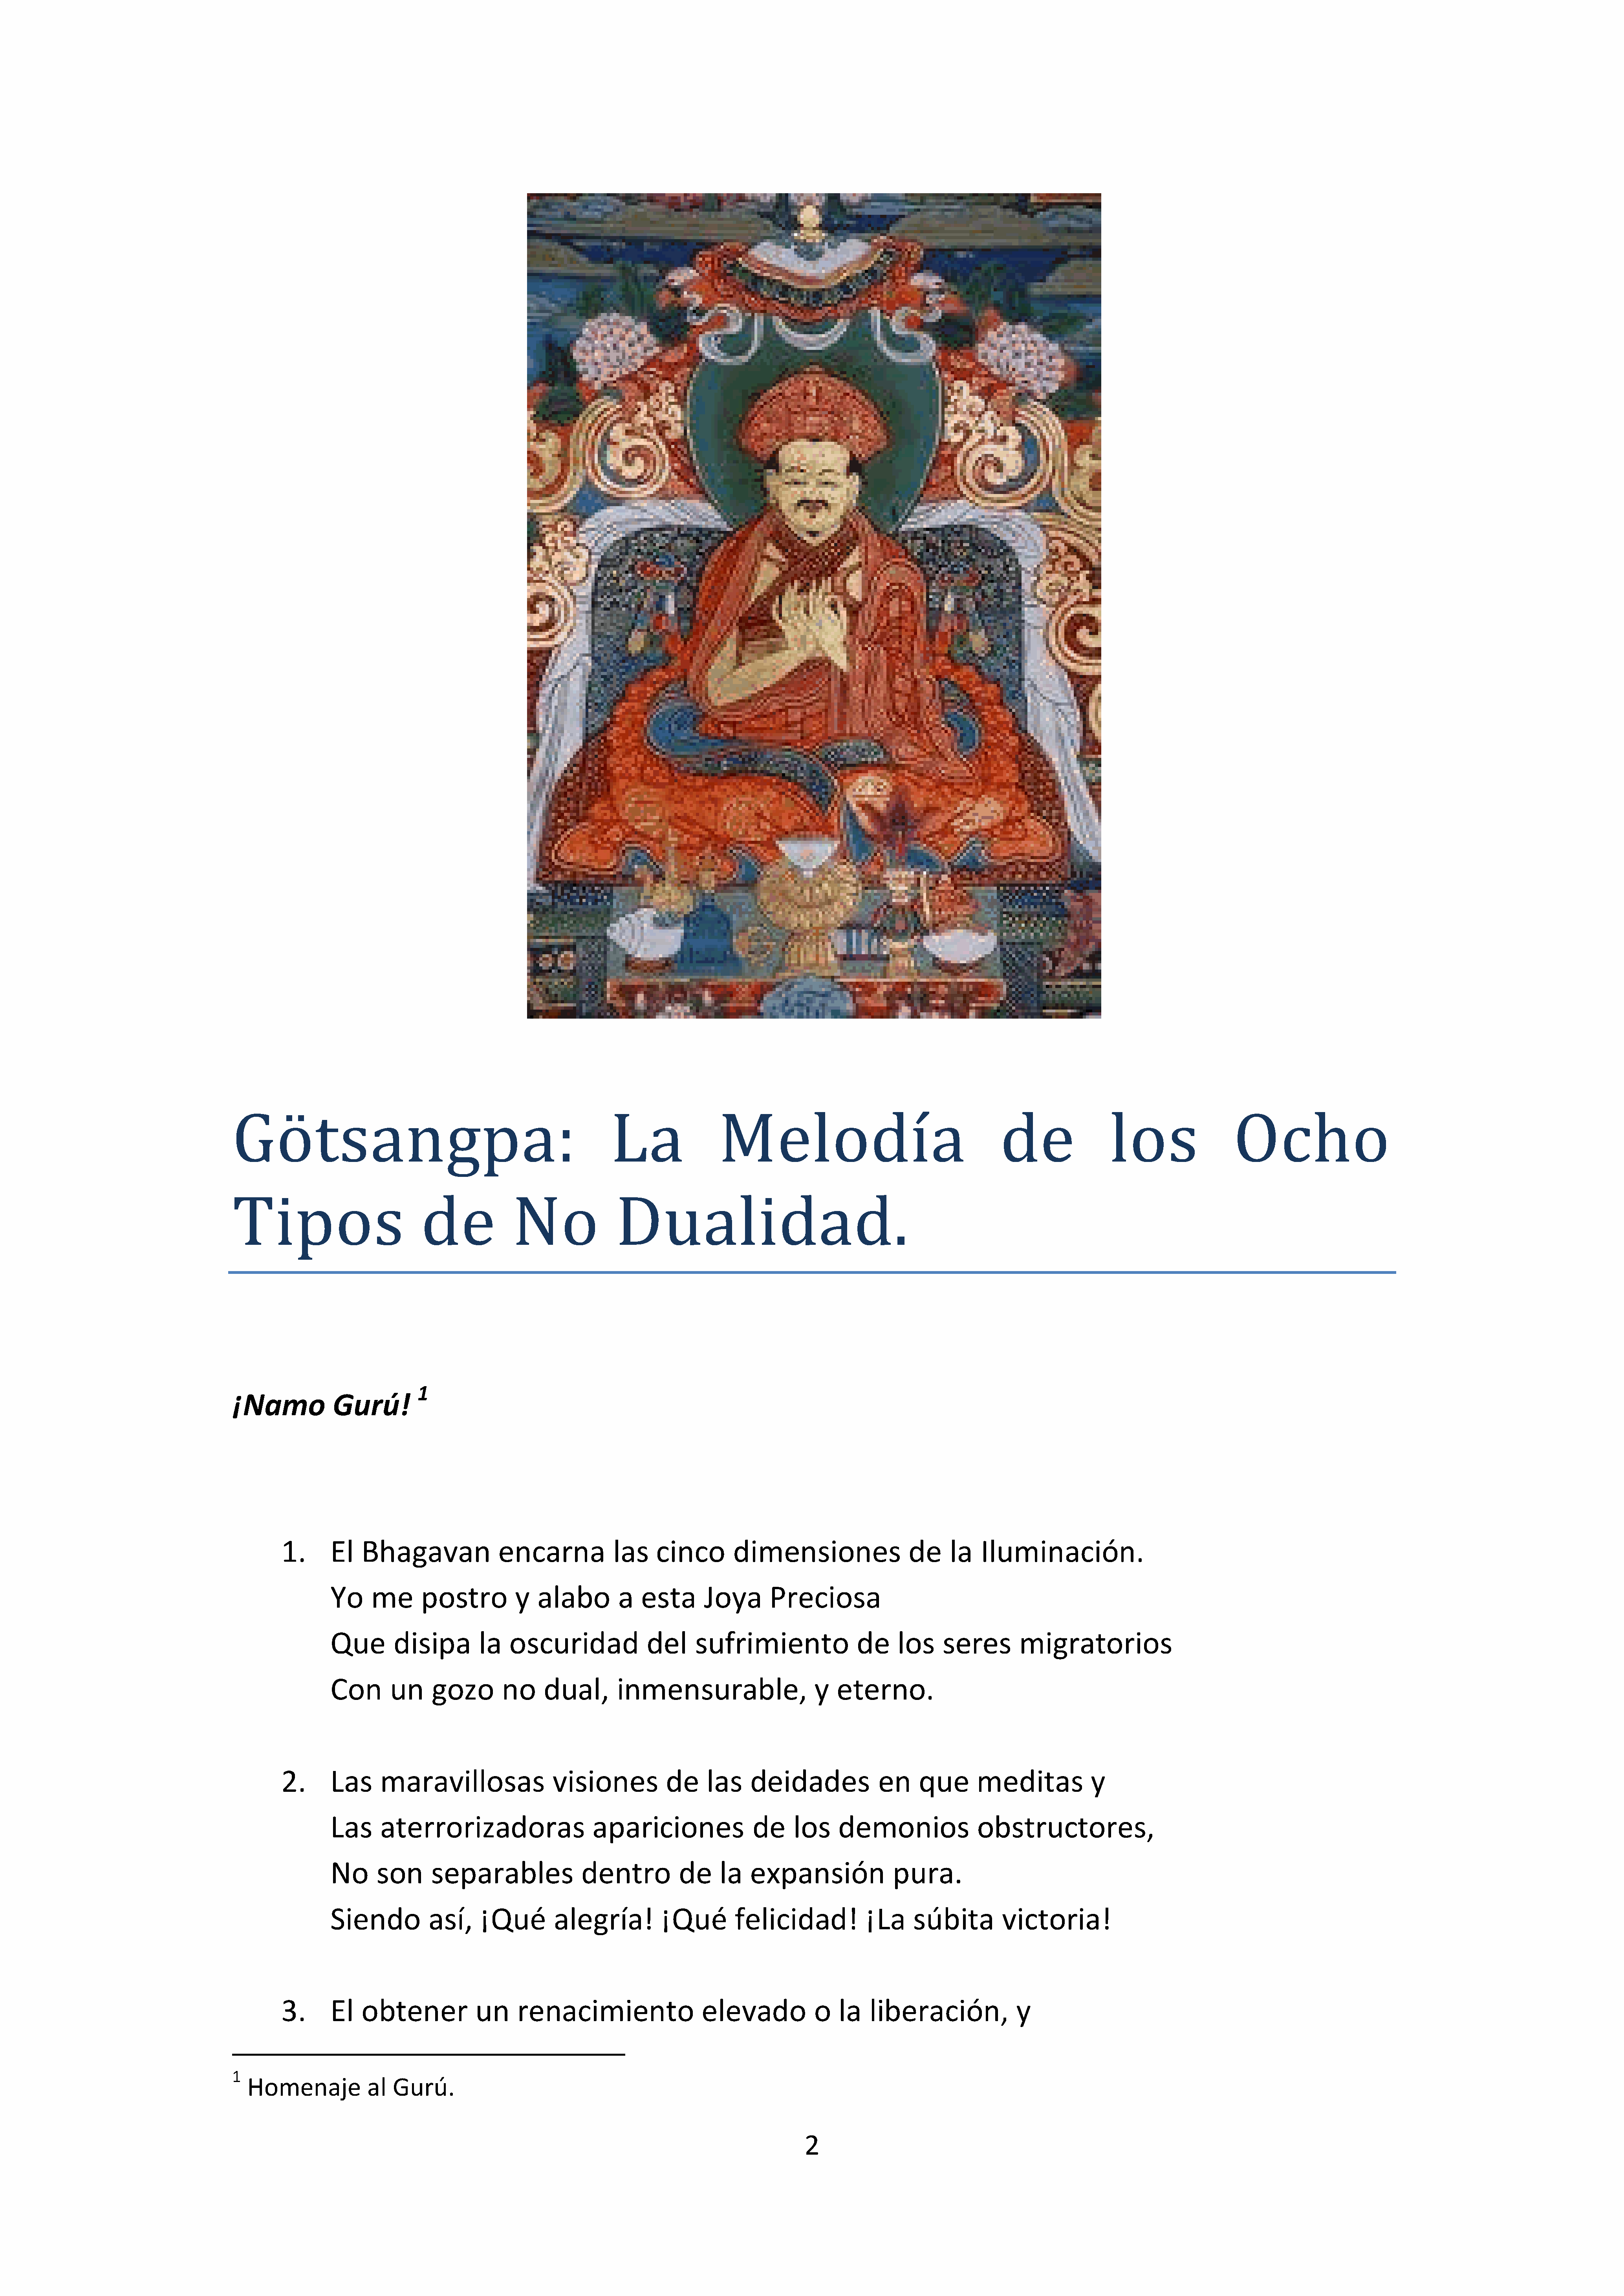 Götsangpa: La Melodía de los Ocho
Tipos de No Dualidad.
¡Namo Gurú! 1
1. El Bhagavan encarna las cinco dimensiones de la Iluminación.
Yo me postro y alabo a esta Joya Preciosa
Que disipa la oscuridad del sufrimiento de los seres migratorios
Con un gozo no dual, inmensurable, y eterno.
2. Las maravillosas visiones de las deidades en que meditas y
Las aterrorizadoras apariciones de los demonios obstructores,
No son separables dentro de la expansión pura.
Siendo así, ¡Qué alegría! ¡Qué felicidad! ¡La súbita victoria!
3. El obtener un renacimiento elevado o la liberación, y
1 Homenaje al Gurú.
2